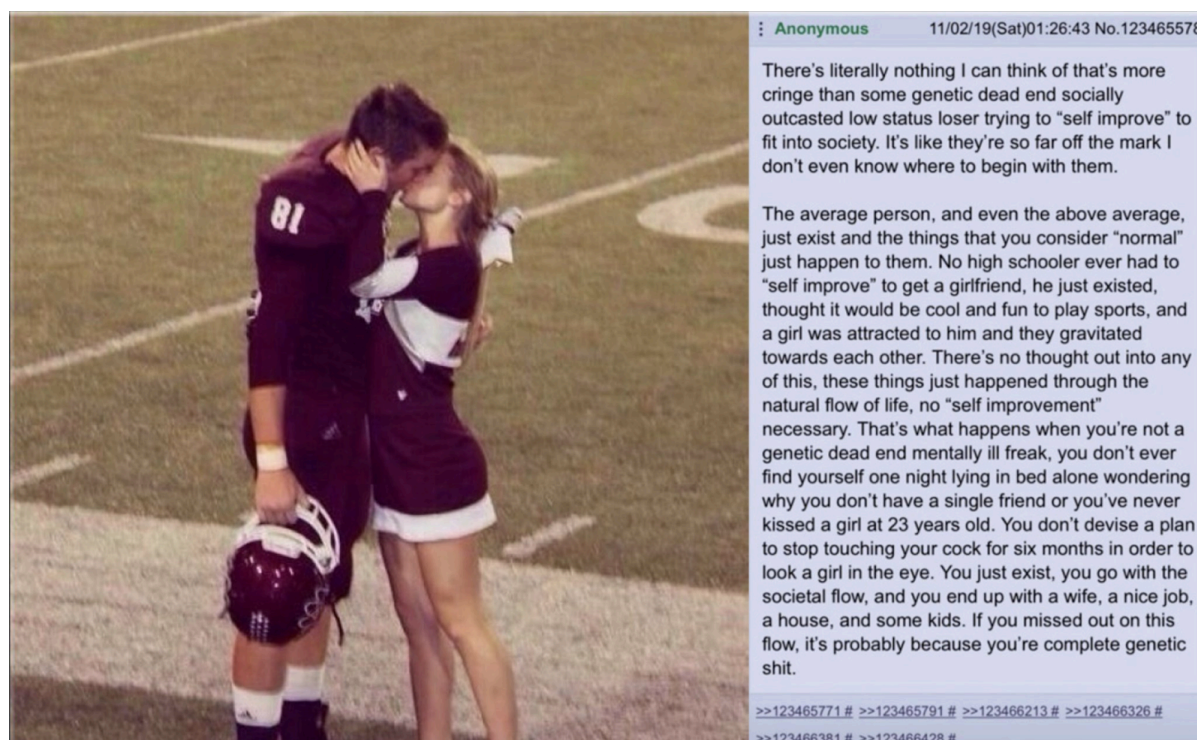 81
Anonymous 11/02/19(Sat)01:26:43 No.123465578
There's literally nothing I can think of that's more
cringe than some genetic dead end socially
outcasted low status loser trying to “self improve” to
fit into society. It's like they're so far off the mark I
don't even know where to begin with them.
The average person, and even the above average,
just exist and the things that you consider “normal”
just happen to them. No high schooler ever had to
“self improve” to get a girlfriend, he just existed,
thought it would be cool and fun to play sports, and
a girl was attracted to him and they gravitated
towards each other. There's no thought out into any
of this, these things just happened through the
natural flow of life, no “self improvement”
necessary. That's what happens when you're not a
genetic dead end mentally ill freak, you don't ever
find yourself one night lying in bed alone wondering
why you don't have a single friend or you've never
kissed a girl at 23 years old. You don't devise a plan
to stop touching your cock for six months in order to
look a girl in the eye. You just exist, you go with the
societal flow, and you end up with a wife, a nice job,
a house, and some kids. If you missed out on this
flow, it's probably because you're complete genetic
shit.
>>123465771 # >>123465791 # >>123466213 # >>123466326 #
>>123466381 # >>123466428 #